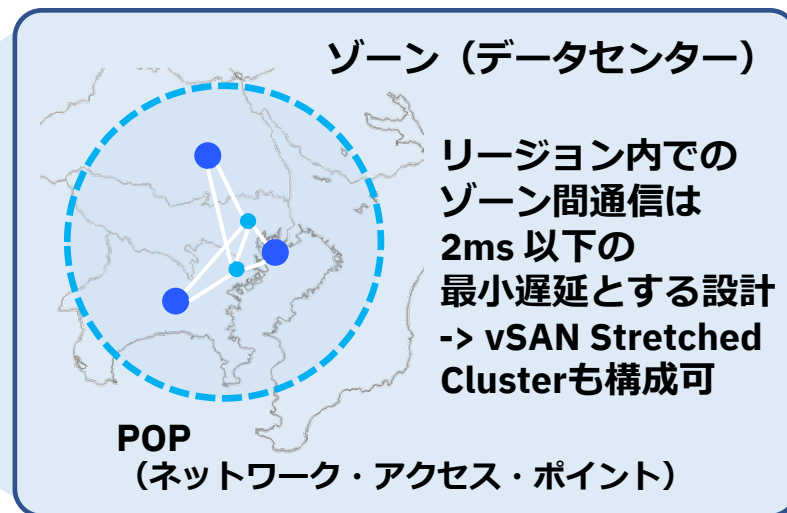 ゾーン（データセンター）
リージョン内での
ゾーン間通信は
2ms 以下の
最小遅延とする設計
-> vSAN Stretched
Clusterも構成可
POP
（ネットワーク・アクセス・ポイント）